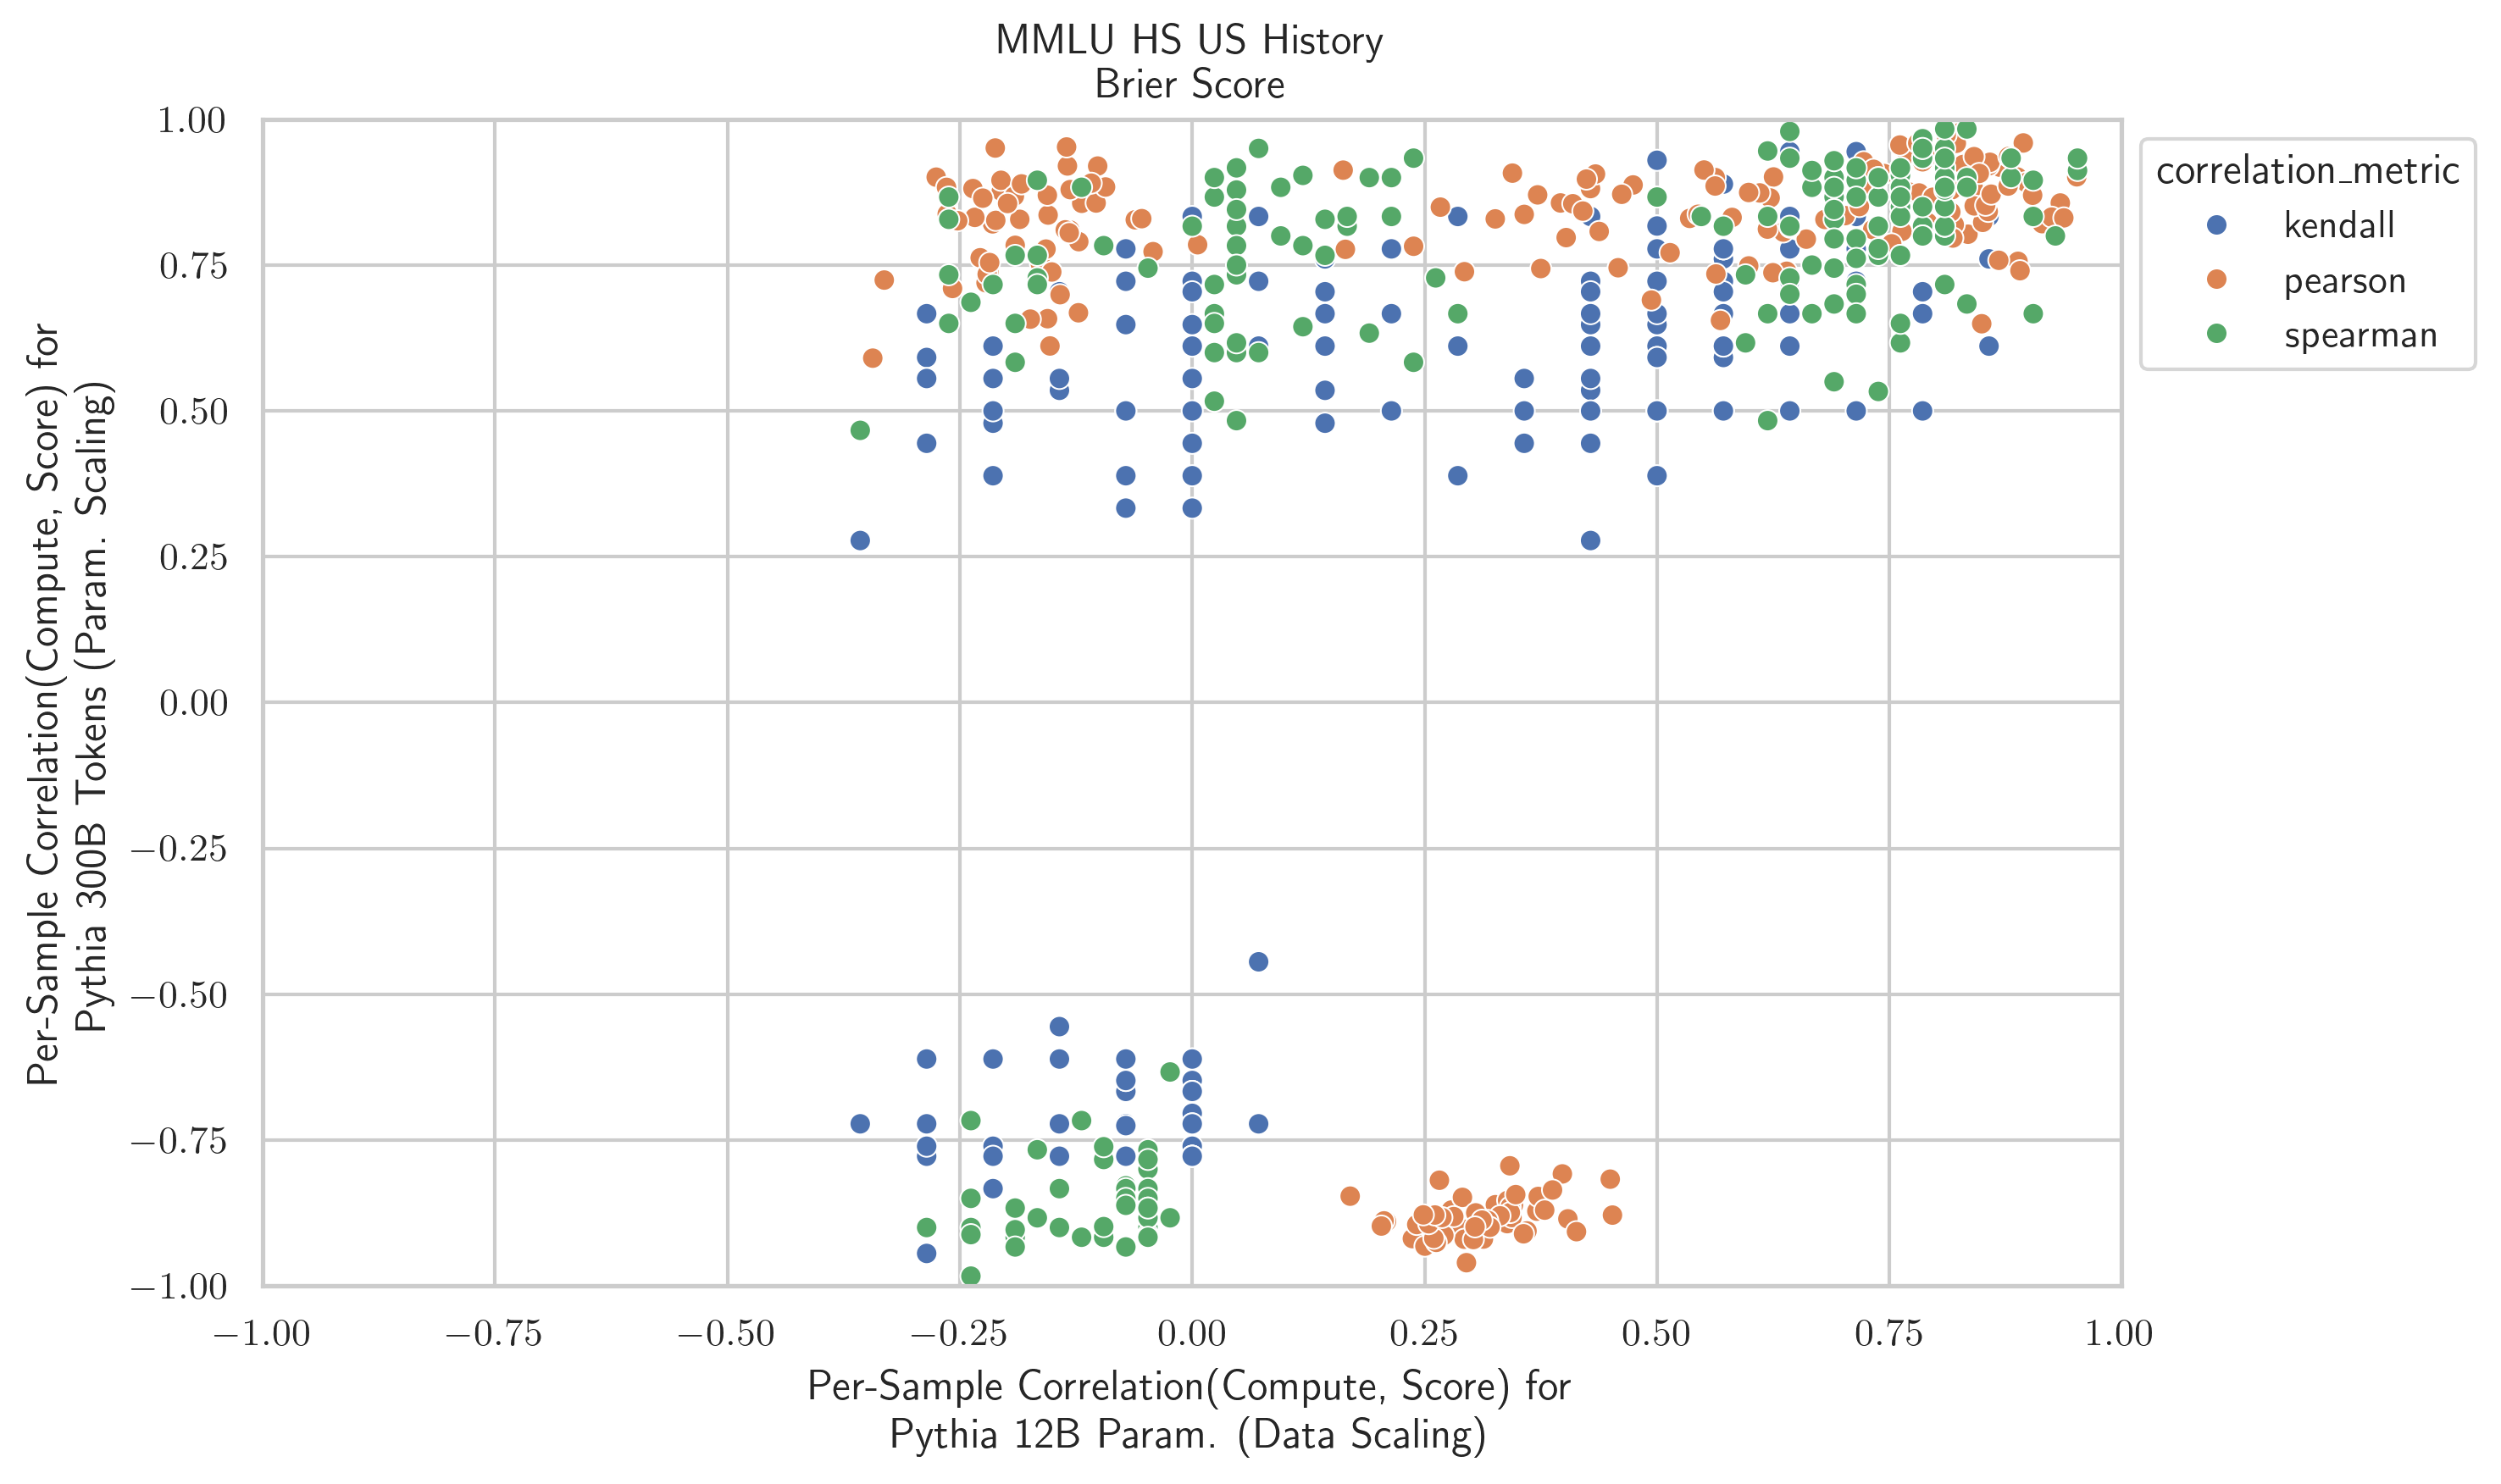 MMLU HS US History
Brier Score
Per-Sample Correlation(Compute, Score) for
Pythia 300B Tokens (Param. Scaling)
1.00
0.75
0.50
0.25
0.00
−0.25
−0.50
−0.75
−1.00
−1.00 −0.75 −0.50 −0.25 0.00 0.25 0.50 0.75 1.00
Per-Sample Correlation(Compute, Score) for
Pythia 12B Param. (Data Scaling)
correlation_metric
kendall
pearson
spearman